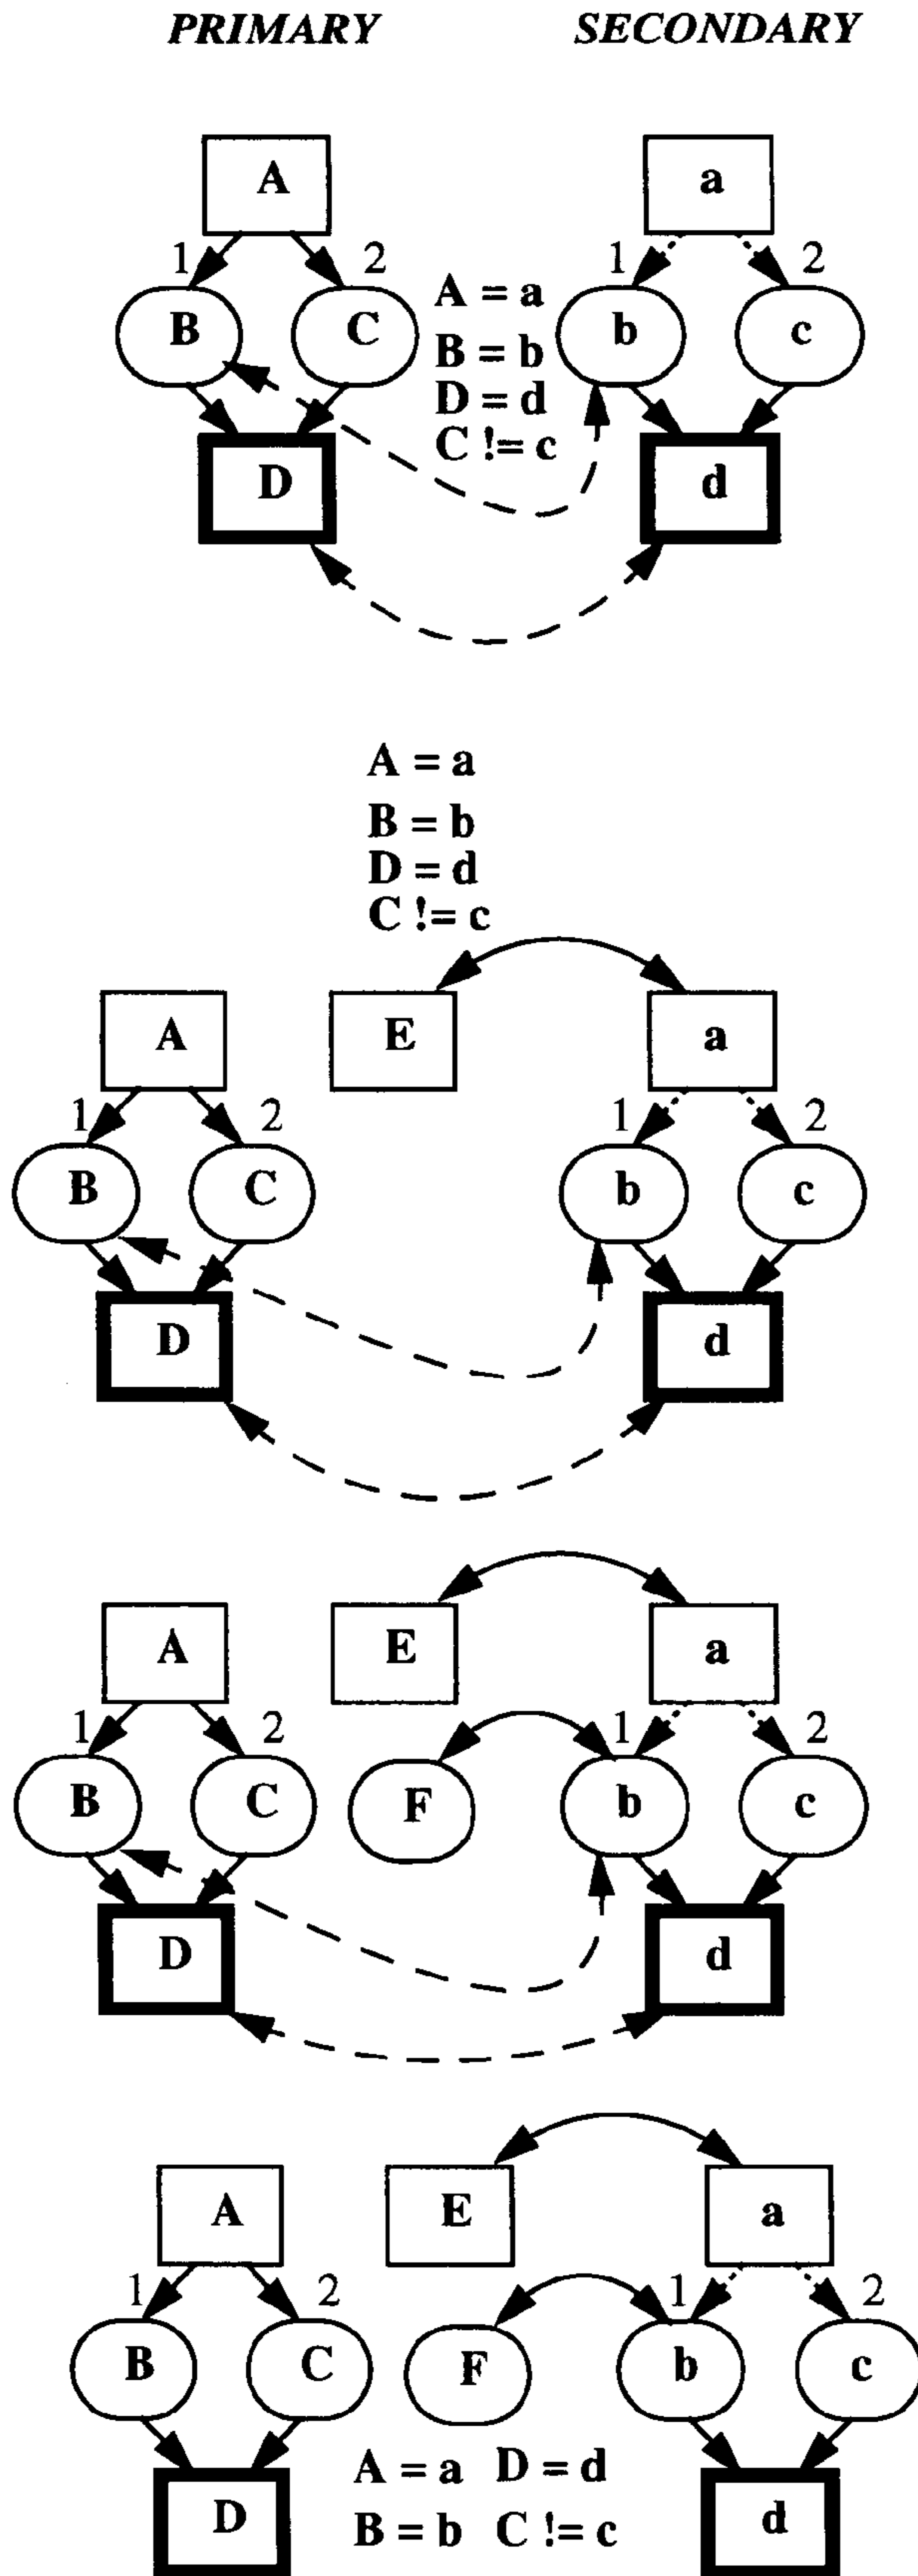 PRIMARY SECONDARY
A a
1 2 1 2
A = a
B C b c
B = b
D = d
C != c
D d
A = a
B = b
D = d
C != c
A E a
1 2 1 2
B C b c
D d
A E a
1 2 1 2
B C F b c
D d
A E a
1 2 1 2
B C F b c
A = a D = d
D d
B = b C != c